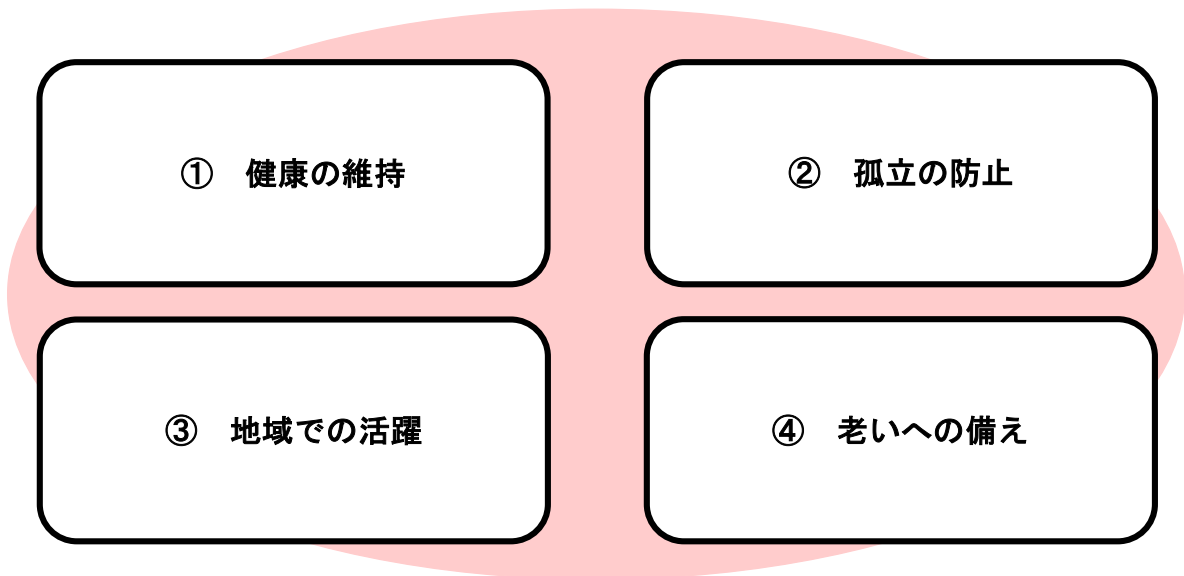 ① 健康の維持
② 孤立の防止
③ 地域での活躍
④ 老いへの備え